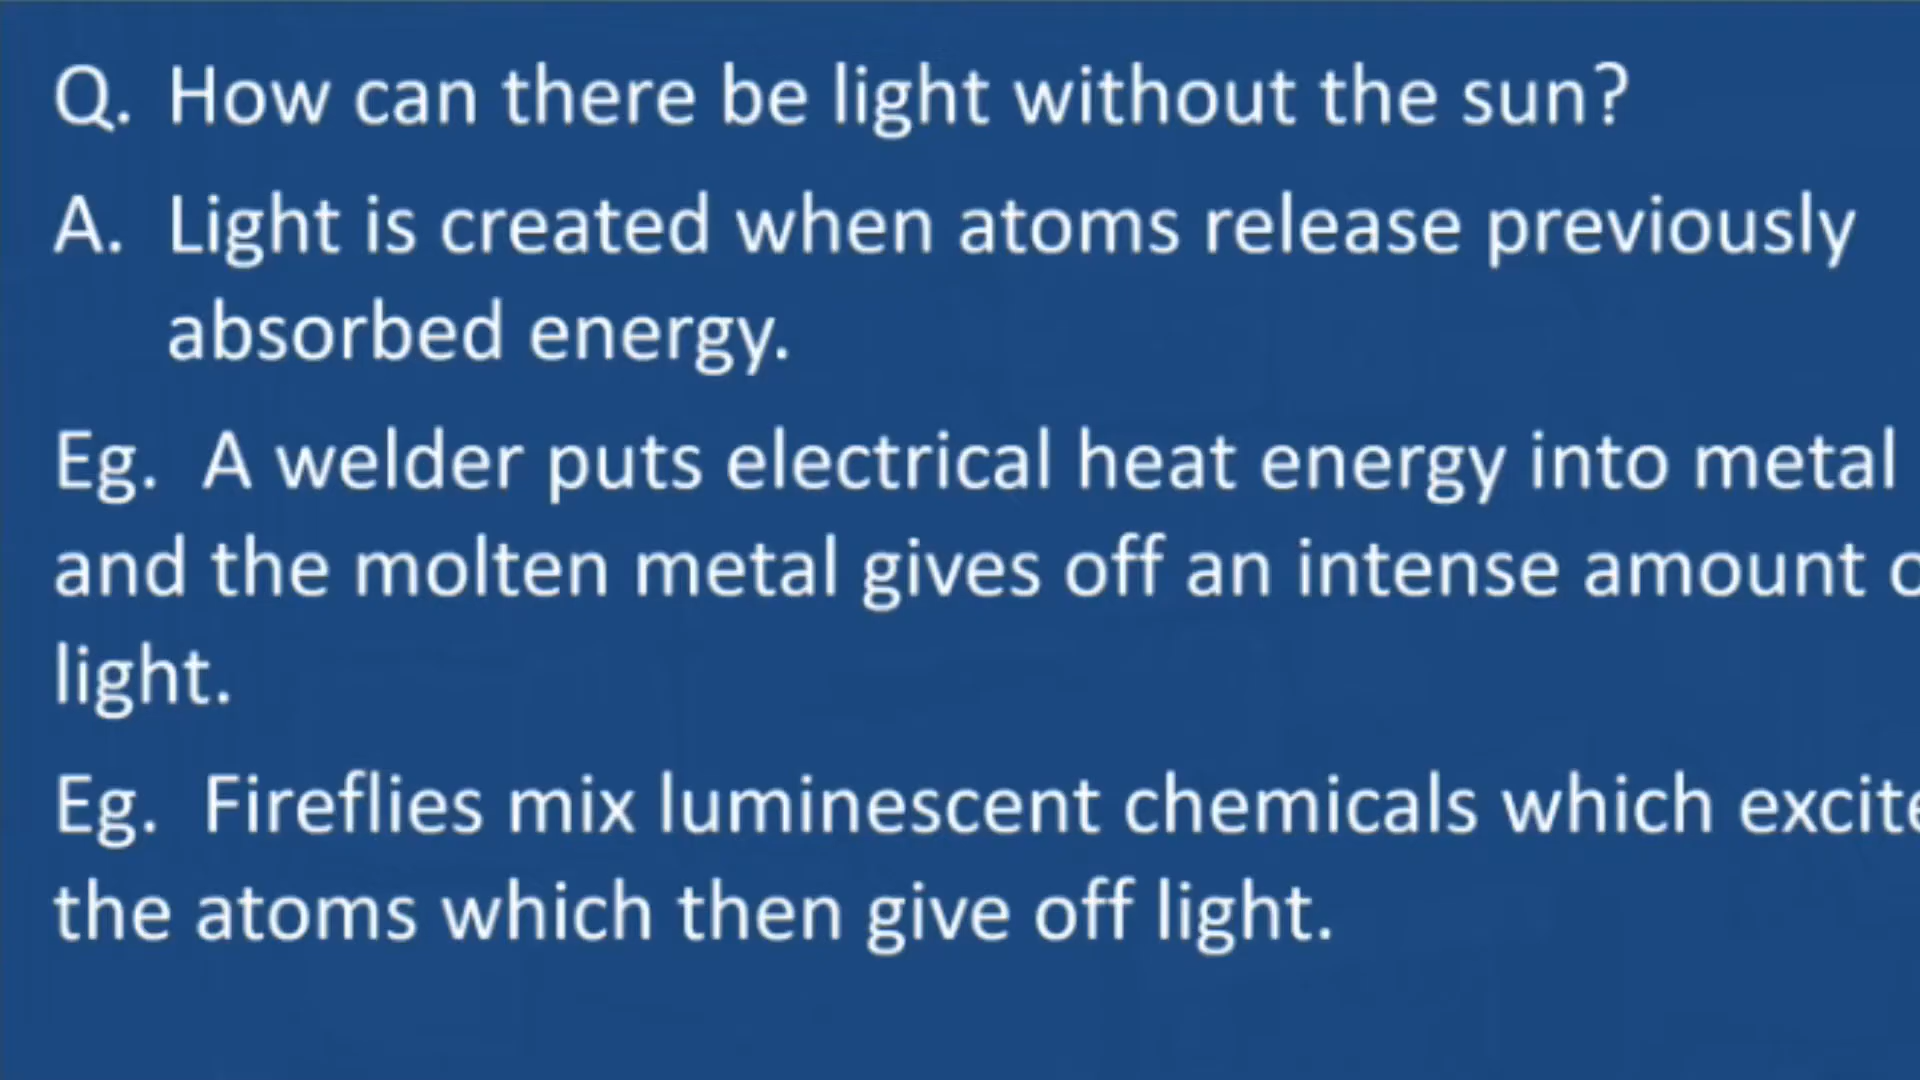 Q. How can there be light without the sun?
A. Light is created when atoms release previously
absorbed energy.
Eg. A welder puts electrical heat energy into metal
and the molten metal gives off an intense amount o
light.
Eg. Fireflies mix luminescent chemicals which excite
the atoms which then give off light.